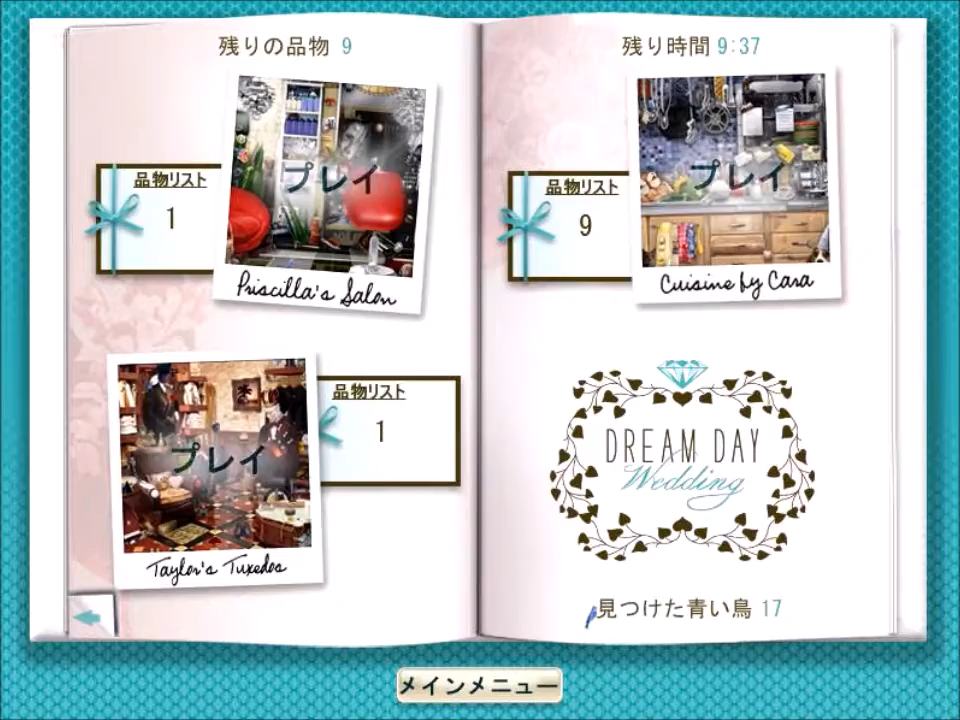 残りの品物 9
プレイ
品物リスト
1
Priscilla's Salon
プレイ
品物リスト
1
Taylor's Tuxedos
残り時間 9:37
プレイ
品物リスト
9
Cuisine by Cara
DREAM DAY
Wedding
見つけた青い鳥 17
メインメニュー